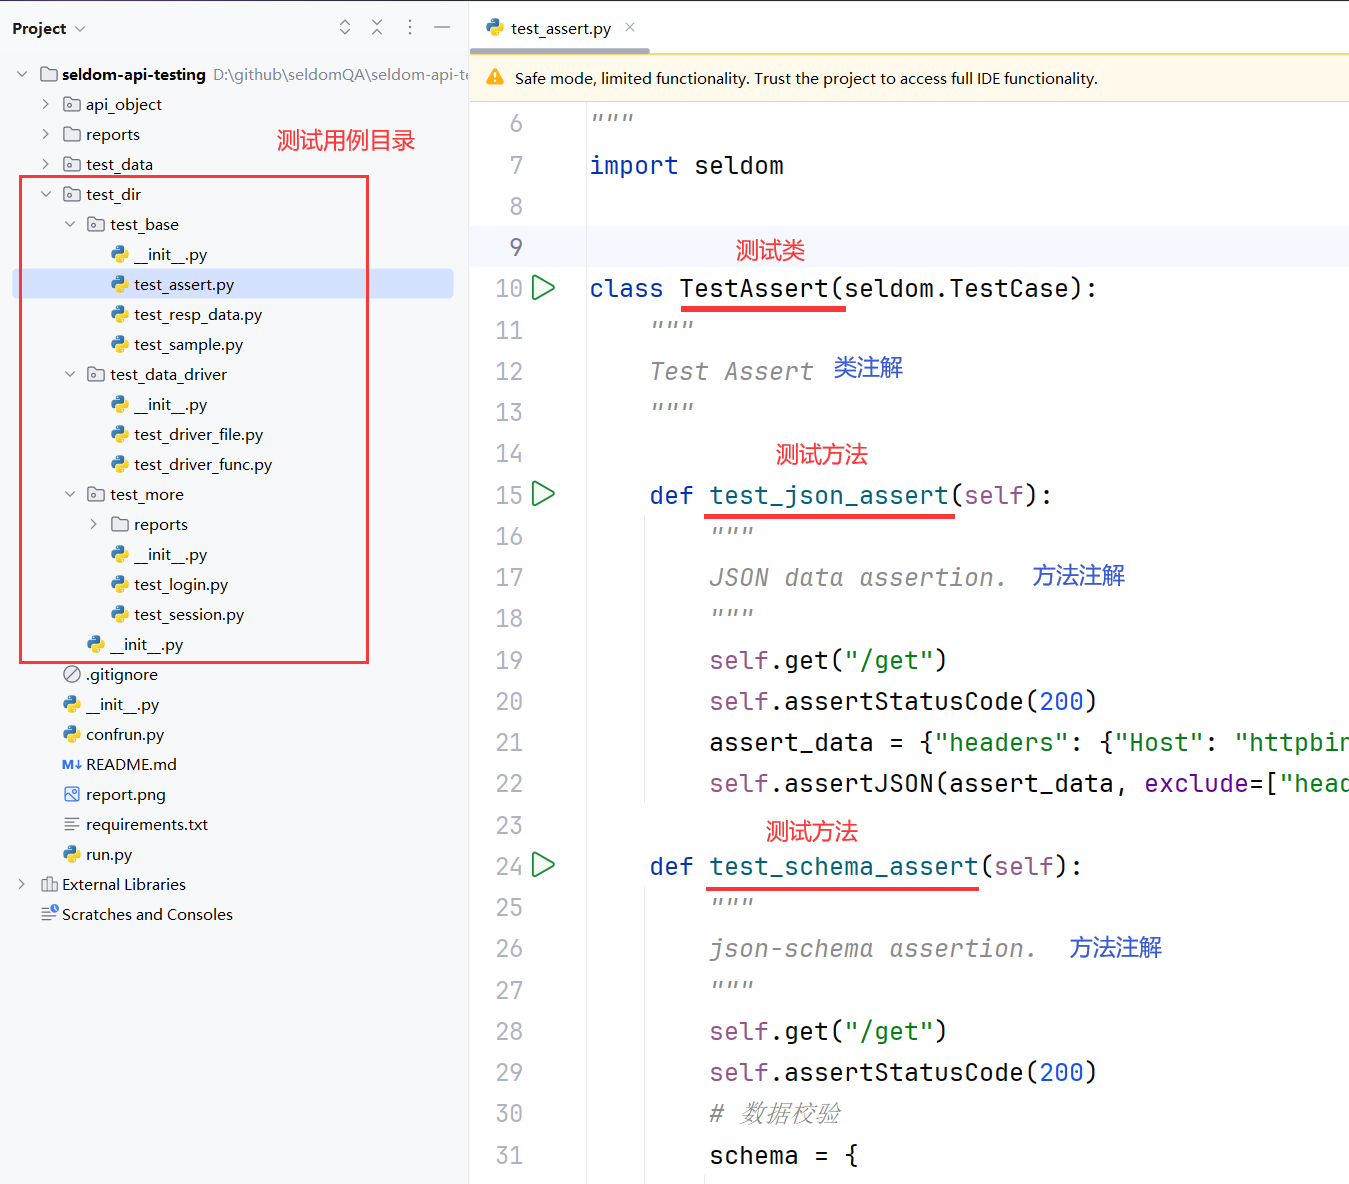 Project
seldom-api-testing D:\github\seldomQA\seldom-api-te
api_object
reports
测试用例目录
test_data
test_dir
test_base
__init__.py
test_assert.py
test_resp_data.py
test_sample.py
test_data_driver
__init__.py
test_driver_file.py
test_driver_func.py
test_more
reports
__init__.py
test_login.py
test_session.py
__init__.py
.gitignore
__init__.py
confrun.py
M↓ README.md
report.png
requirements.txt
run.py
External Libraries
Scratches and Consoles
test_assert.py
Safe mode, limited functionality. Trust the project to access full IDE functionality.
6 """
7 import seldom
8
9
测试类
10 class TestAssert(seldom.TestCase):
11 """
12 Test Assert 类注解
13 """
14
测试方法
15 def test_json_assert(self):
16 """
17 JSON data assertion. 方法注解
18 """
19 self.get("/get")
20 self.assertStatusCode(200)
21 assert_data = {"headers": {"Host": "httpbin
22 self.assertJSON(assert_data, exclude=["head
23
测试方法
24 def test_schema_assert(self):
25 """
26 json-schema assertion. 方法注解
27 """
28 self.get("/get")
29 self.assertStatusCode(200)
30 # 数据校验
31 schema = {